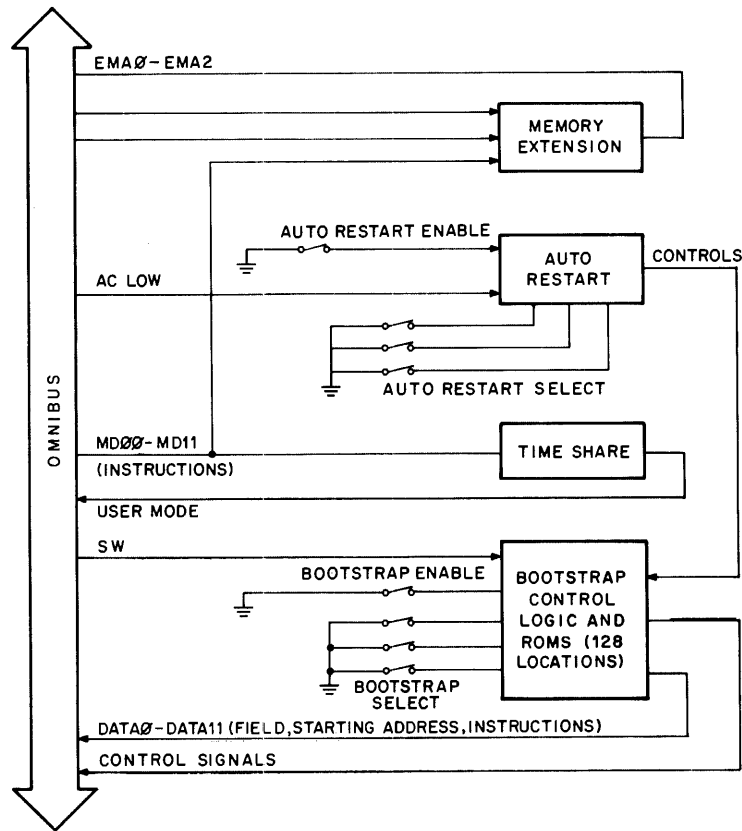 EMAØ-EMA2
MEMORY
EXTENSION
AUTO RESTART ENABLE
AUTO
RESTART
CONTROLS
AC LOW
AUTO RESTART SELECT
OMNIBUS
MDØØ-MD11
(INSTRUCTIONS)
TIME SHARE
USER MODE
SW
BOOTSTRAP ENABLE
BOOTSTRAP
CONTROL
LOGIC AND
ROMS (128
LOCATIONS)
BOOTSTRAP
SELECT
DATAØ-DATA11 (FIELD,STARTING ADDRESS,INSTRUCTIONS)
CONTROL SIGNALS